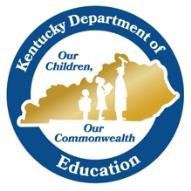 Kentucky Department of
Our
Children,
Our
Commonwealth
Education